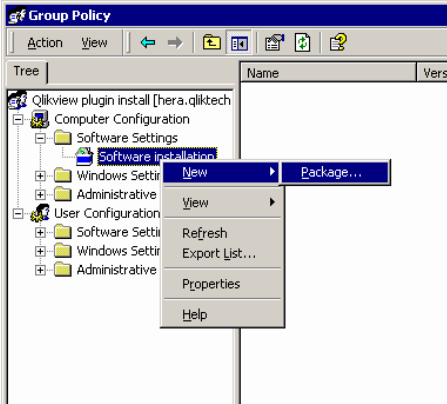 Group Policy
Action View
Tree
Name Vers
Qlikview plugin install [hera.qliktech
Computer Configuration
Software Settings
Software installation
Windows Settin
Administrative
User Configuration
Software Settin
Windows Settin
Administrative
New
Package...
View
Refresh
Export List...
Properties
Help